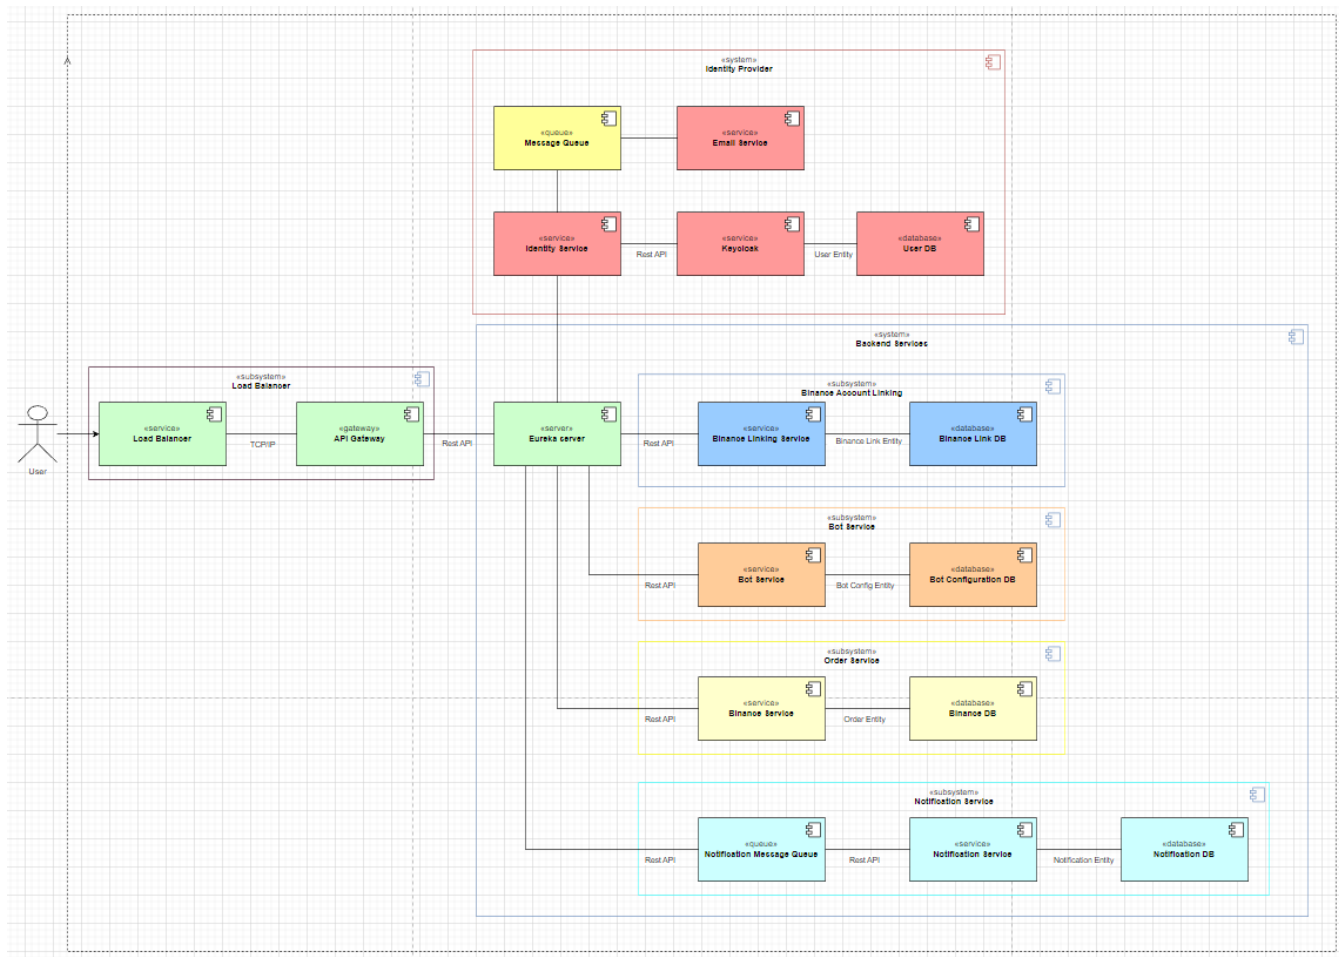 «system»
Identity Provider
«queue»
Message Queue
«service»
Email Service
«service»
Identity Service
Rest API
«service»
Keycloak
User Entity
«database»
User DB
«system»
Backend Services
«subsystem»
Load Balancer
«service»
Load Balancer
TCP/IP
«gateway»
API Gateway
Rest API
«server»
Eureka server
User
«subsystem»
Binance Account Linking
Rest API
«service»
Binance Linking Service
Binance Link Entity
«database»
Binance Link DB
«subsystem»
Bot Service
Rest API
«service»
Bot Service
Bot Config Entity
«database»
Bot Configuration DB
«subsystem»
Order Service
Rest API
«service»
Binance Service
Order Entity
«database»
Binance DB
«subsystem»
Notification Service
Rest API
«queue»
Notification Message Queue
Rest API
«service»
Notification Service
Notification Entity
«database»
Notification DB